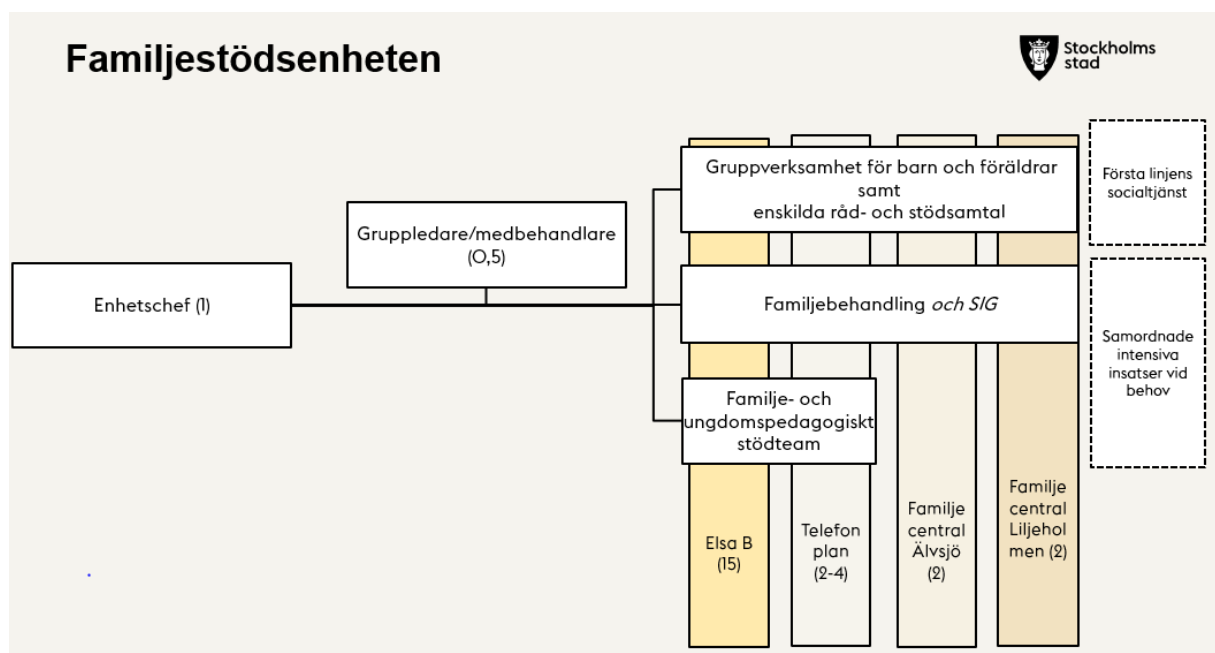 Familjestödsenheten
Stockholms
stad
Gruppverksamhet för barn och föräldrar
samt
enskilda råd- och stödsamtal
Första linjens
socialtjänst
Gruppledare/medbehandlare
(0,5)
Enhetschef (1)
Familjebehandling och SIG
Samordnade
intensiva
insatser vid
behov
Familje- och
ungdomspedagogiskt
stödteam
Elsa B
(15)
Telefon
plan
(2-4)
Familje
central
Älvsjö
(2)
Familje
central
Liljehol
men (2)